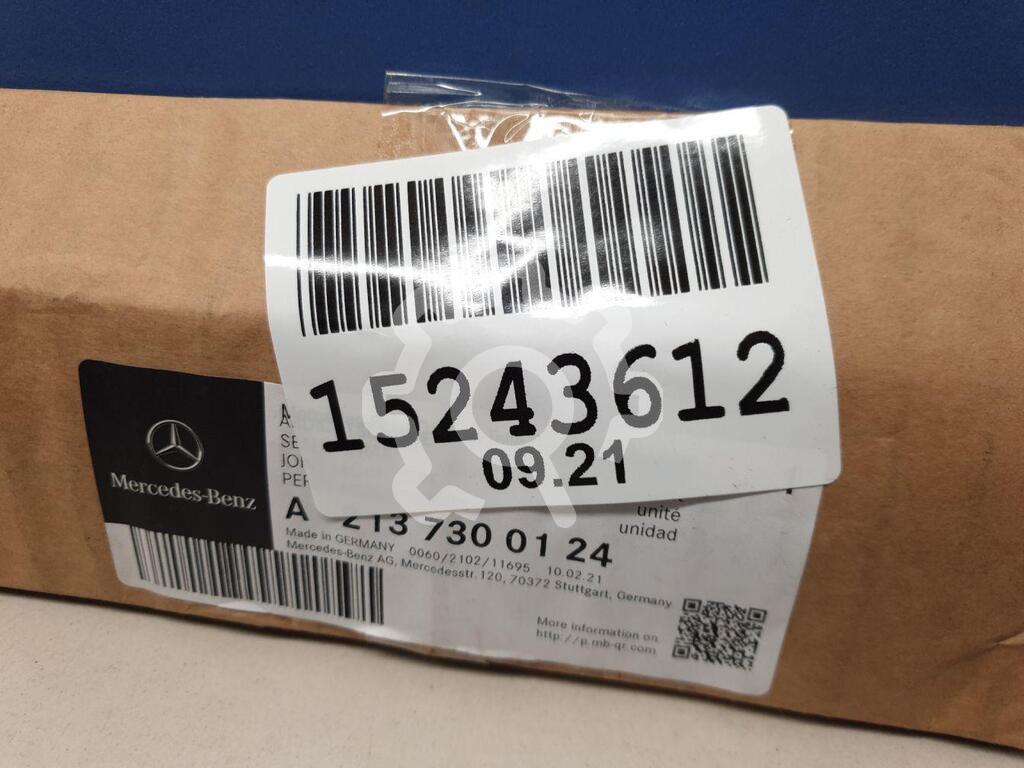 15243612
09.21
Mercedes-Benz
unité
unidad
A 213 730 01 24
Made in GERMANY 0060/2102/11695 10.02.21
Mercedes-Benz AG, Mercedesstr. 120, 70372 Stuttgart, Germany
More information on
http://p.mb-qr.com